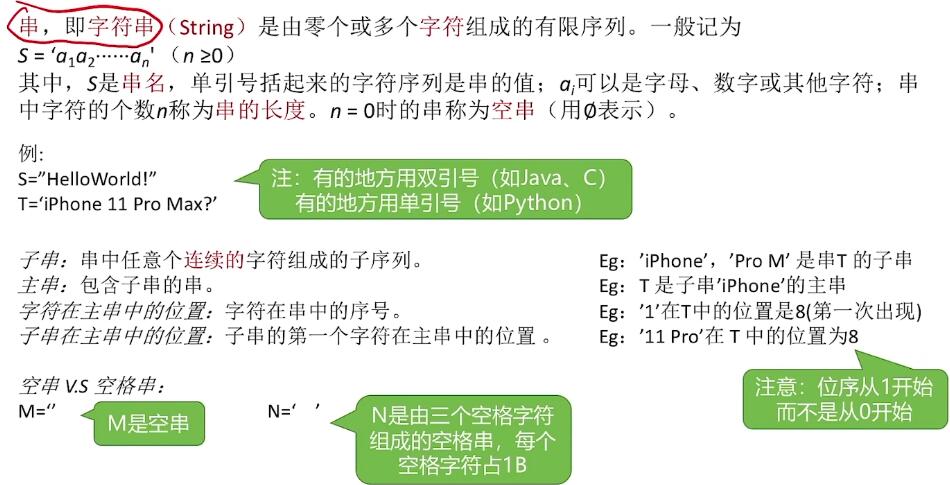 串，即字符串（String）是由零个或多个字符组成的有限序列。一般记为
S = ‘a₁a₂······aₙ' （n ≥0）
其中，S是串名，单引号括起来的字符序列是串的值；aᵢ可以是字母、数字或其他字符；串
中字符的个数n称为串的长度。n = 0时的串称为空串（用∅表示）。
例:
S=”HelloWorld!”
T=‘iPhone 11 Pro Max?’
注：有的地方用双引号（如Java、C）
有的地方用单引号（如Python）
子串：串中任意个连续的字符组成的子序列。 Eg：’iPhone’，’Pro M’ 是串T 的子串
主串：包含子串的串。 Eg：T 是子串’iPhone’的主串
字符在主串中的位置：字符在串中的序号。 Eg：’1’在T中的位置是8(第一次出现)
子串在主串中的位置：子串的第一个字符在主串中的位置 。 Eg：’11 Pro’在 T 中的位置为8
注意：位序从1开始
而不是从0开始
空串 V.S 空格串：
M=‘’
M是空串
N=‘   ’
N是由三个空格字符
组成的空格串，每个
空格字符占1B